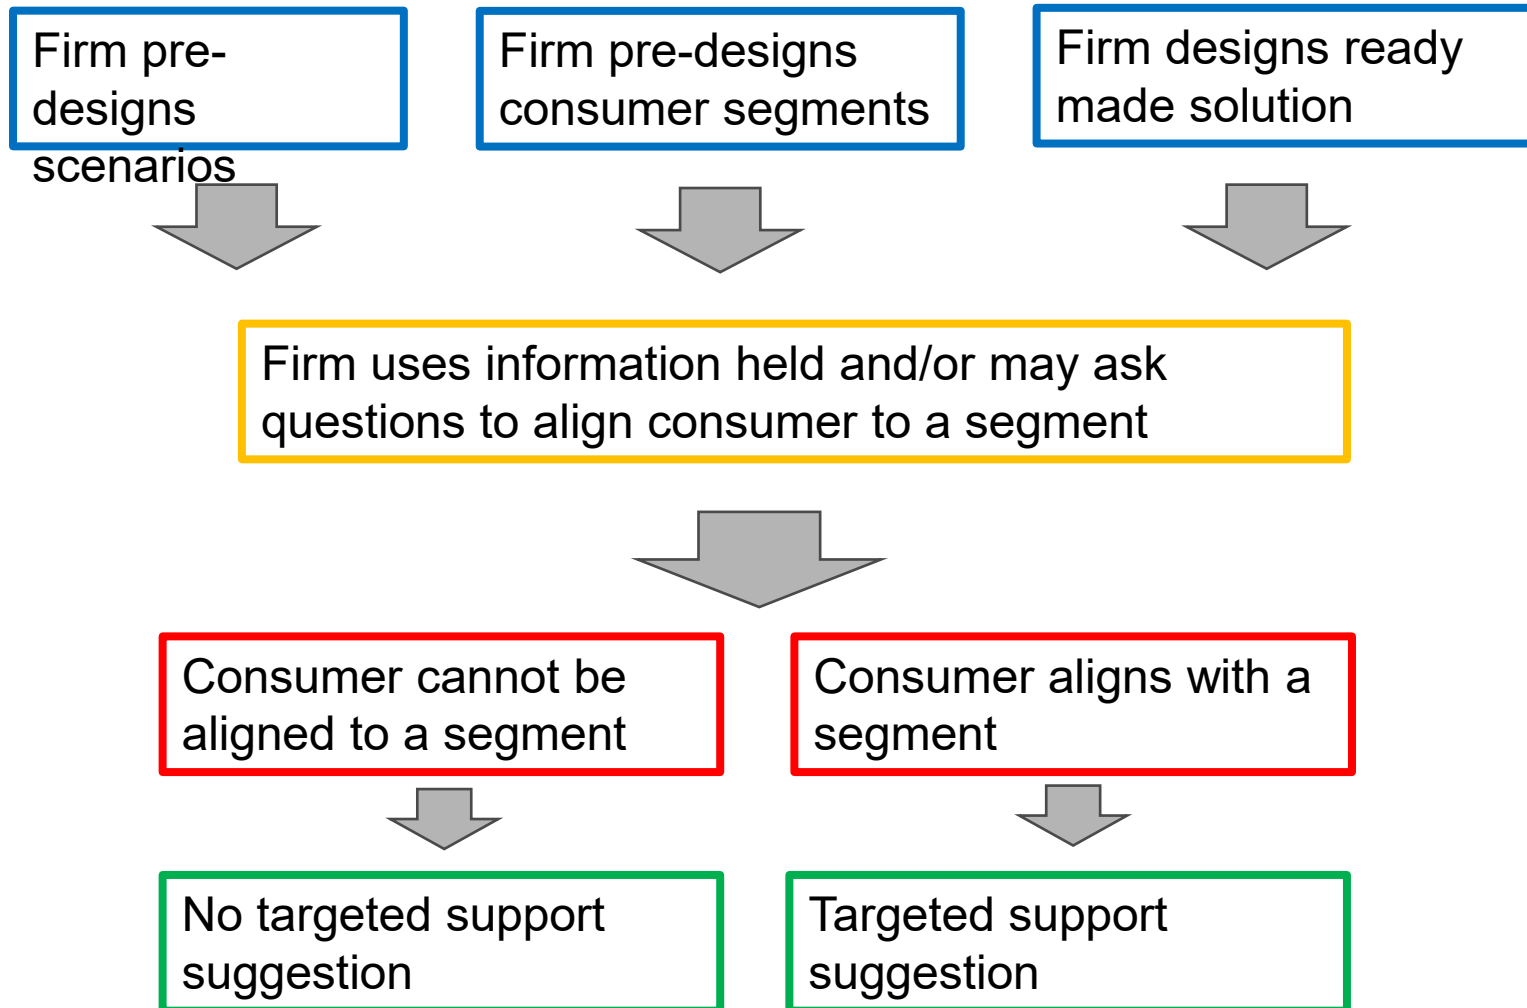 Firm pre-
designs
scenarios
Firm pre-designs
consumer segments
Firm designs ready
made solution
Firm uses information held and/or may ask
questions to align consumer to a segment
Consumer cannot be
aligned to a segment
Consumer aligns with a
segment
No targeted support
suggestion
Targeted support
suggestion